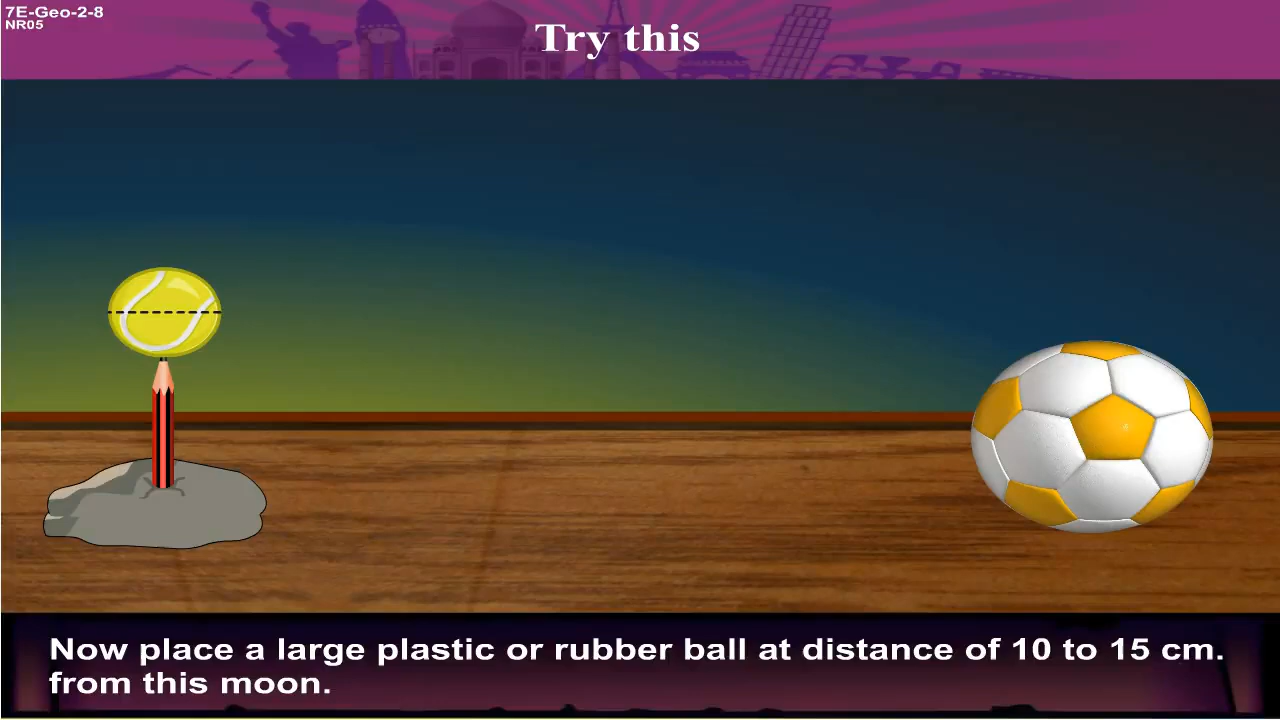 7E-Geo-2-8
NR05
Try this
Now place a large plastic or rubber ball at distance of 10 to 15 cm.
from this moon.